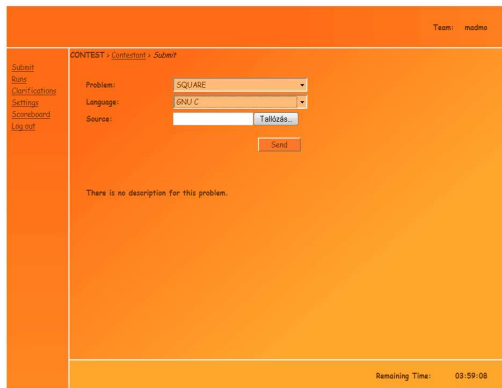 Team: madmo
CONTEST > Contestant > Submit
Submit
Runs
Clarifications
Settings
Scoreboard
Log out
Problem: SQUARE
Language: GNU C
Source: Tallózás...
Send
There is no description for this problem.
Remaining Time: 03:59:08